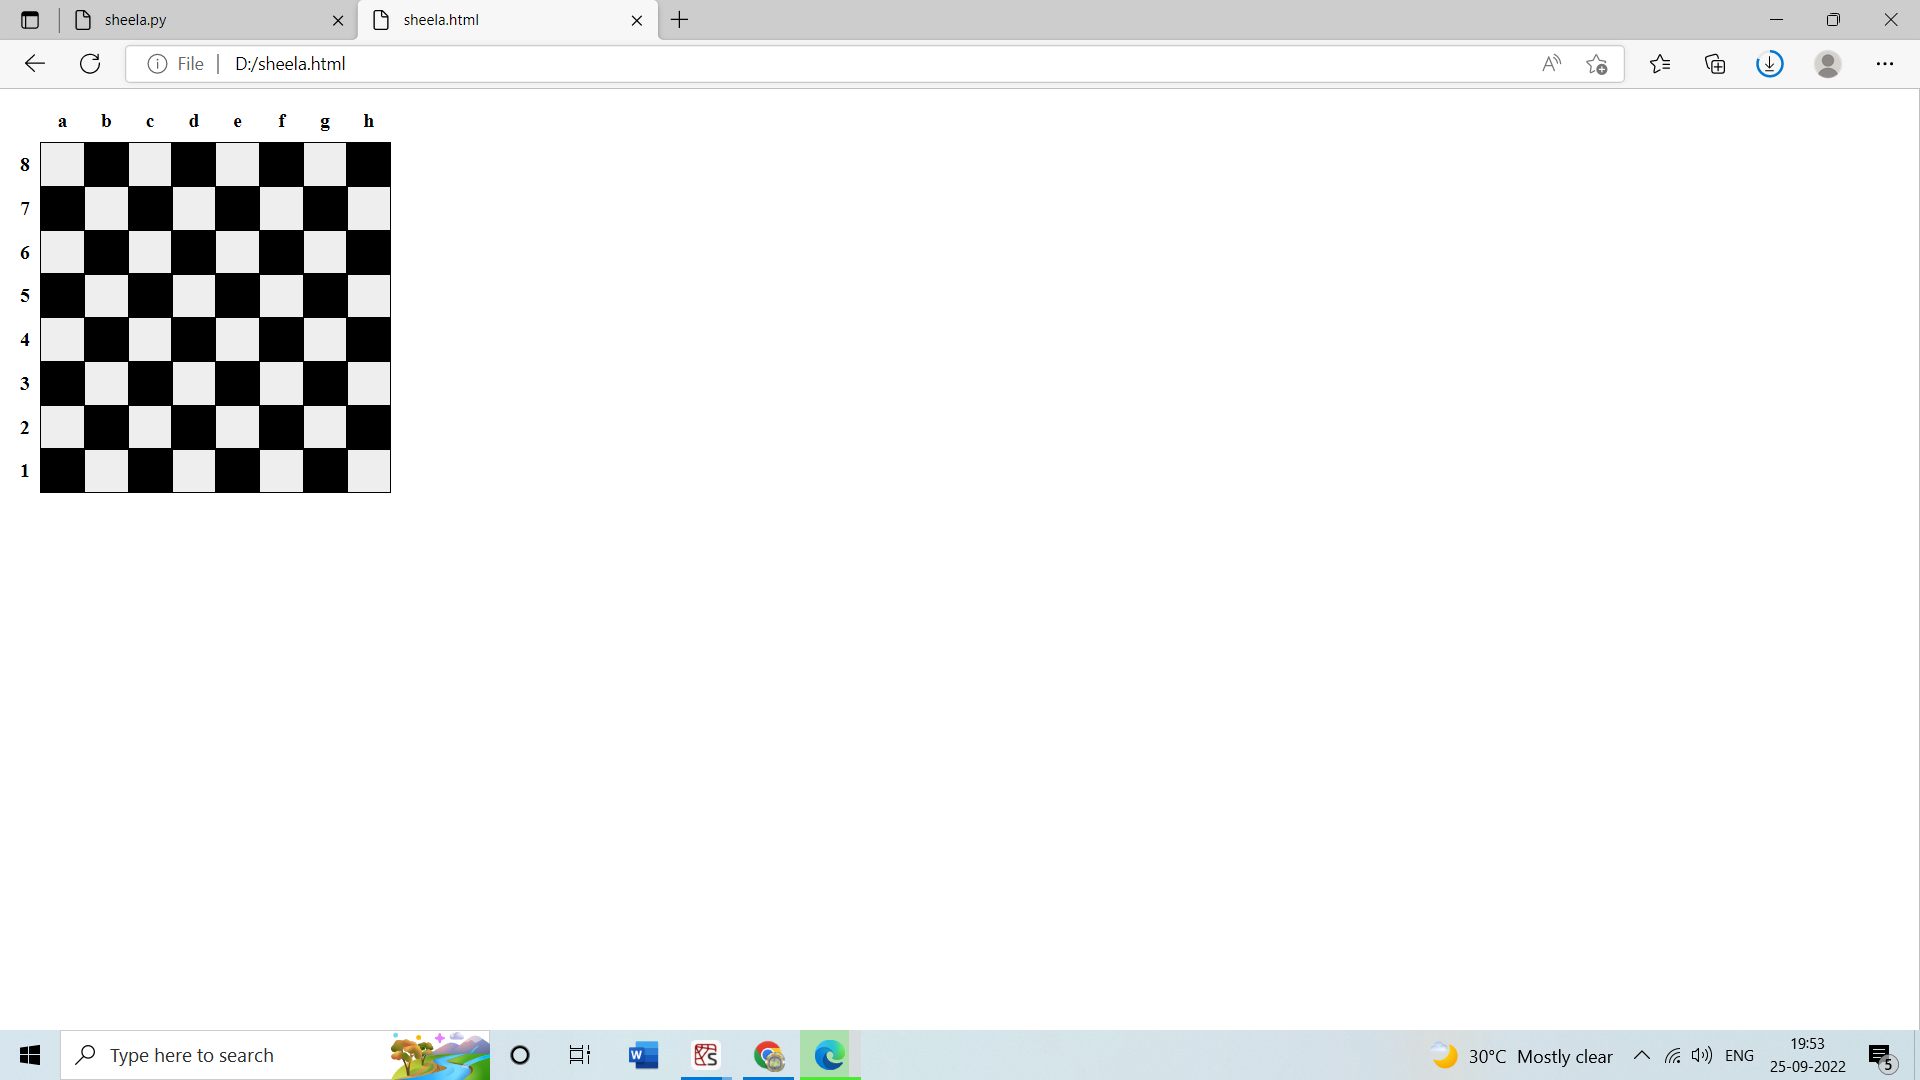 sheela.py
sheela.html
File
D:/sheela.html
a b c d e f g h
8
7
6
5
4
3
2
1
Type here to search
30°C Mostly clear
ENG
19:53
25-09-2022
5